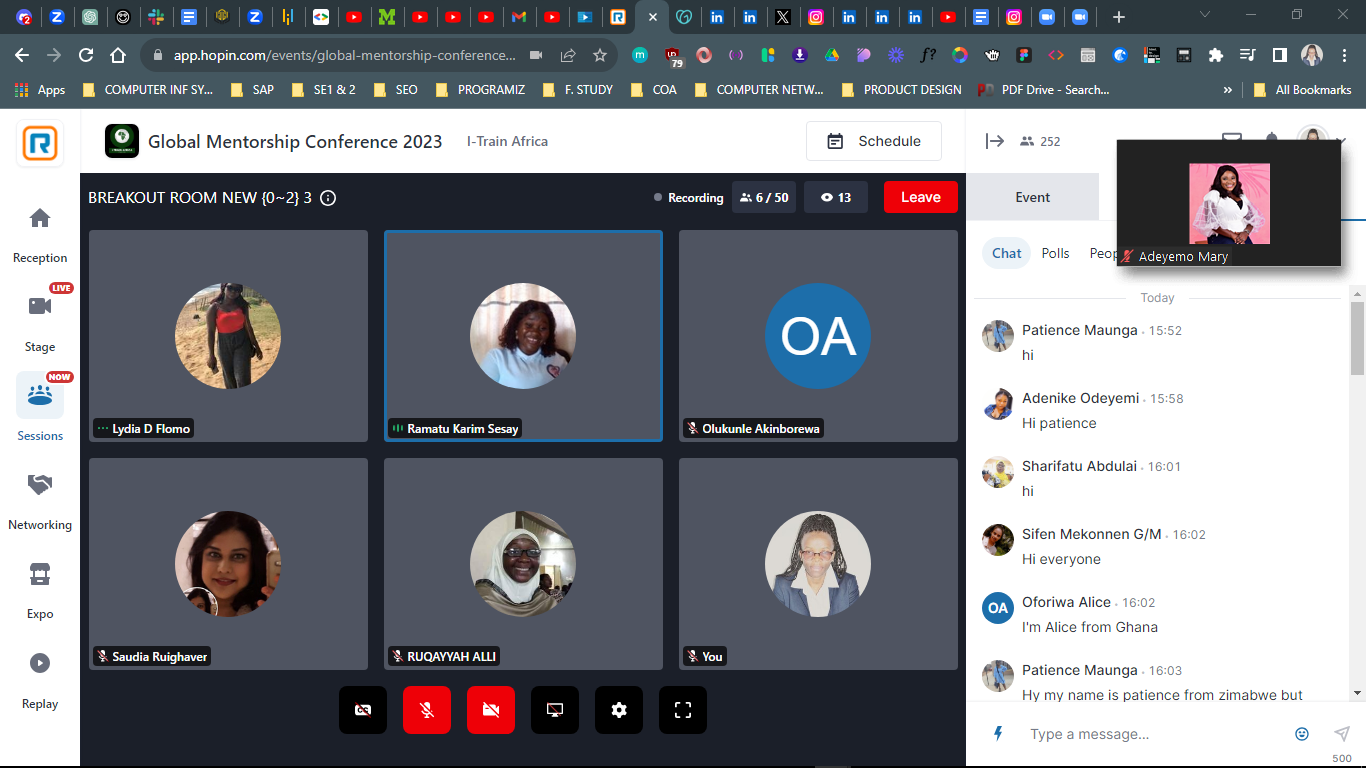 app.hopin.com/events/global-mentorship-conference...
79
f?
Apps
COMPUTER INF SY...
SAP
SE1 & 2
SEO
PROGRAMIZ
F. STUDY
COA
COMPUTER NETW...
PRODUCT DESIGN
PDF Drive - Search...
»
All Bookmarks
Global Mentorship Conference 2023
I-Train Africa
Schedule
252
Reception
LIVE
Stage
NOW
Sessions
Networking
Expo
Replay
BREAKOUT ROOM NEW {0~2} 3
Recording
6 / 50
13
Leave
Lydia D Flomo
Ramatu Karim Sesay
OA
Olukunle Akinborewa
Saudia Ruighaver
RUQAYYAH ALLI
You
Event
Adeyemo Mary
Chat
Polls
Today
Patience Maunga · 15:52
hi
Adenike Odeyemi · 15:58
Hi patience
Sharifatu Abdulai · 16:01
hi
Sifen Mekonnen G/M · 16:02
Hi everyone
OA
Oforiwa Alice · 16:02
I'm Alice from Ghana
Patience Maunga · 16:03
Hy my name is patience from zimabwe but
Type a message...
500